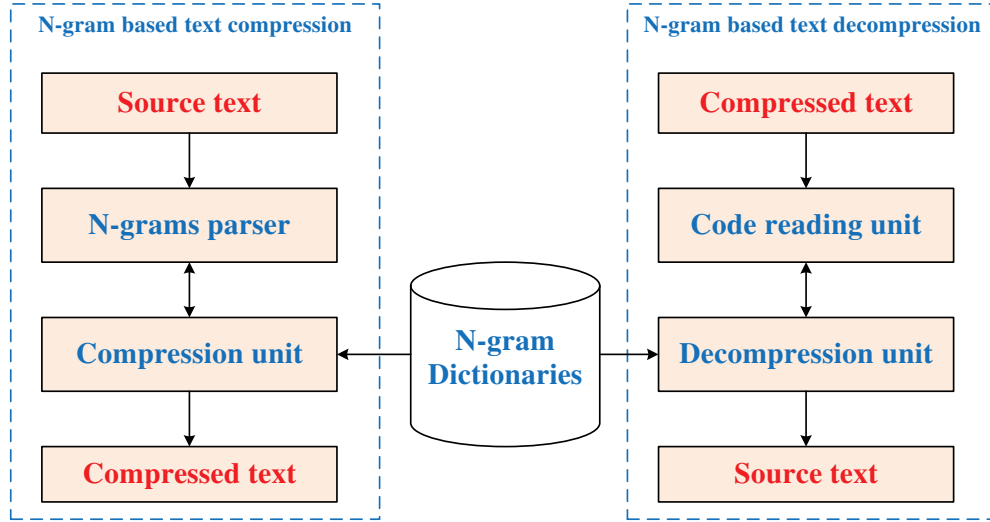 N-gram based text compression
Source text
N-grams parser
Compression unit
Compressed text
N-gram
Dictionaries
N-gram based text decompression
Compressed text
Code reading unit
Decompression unit
Source text